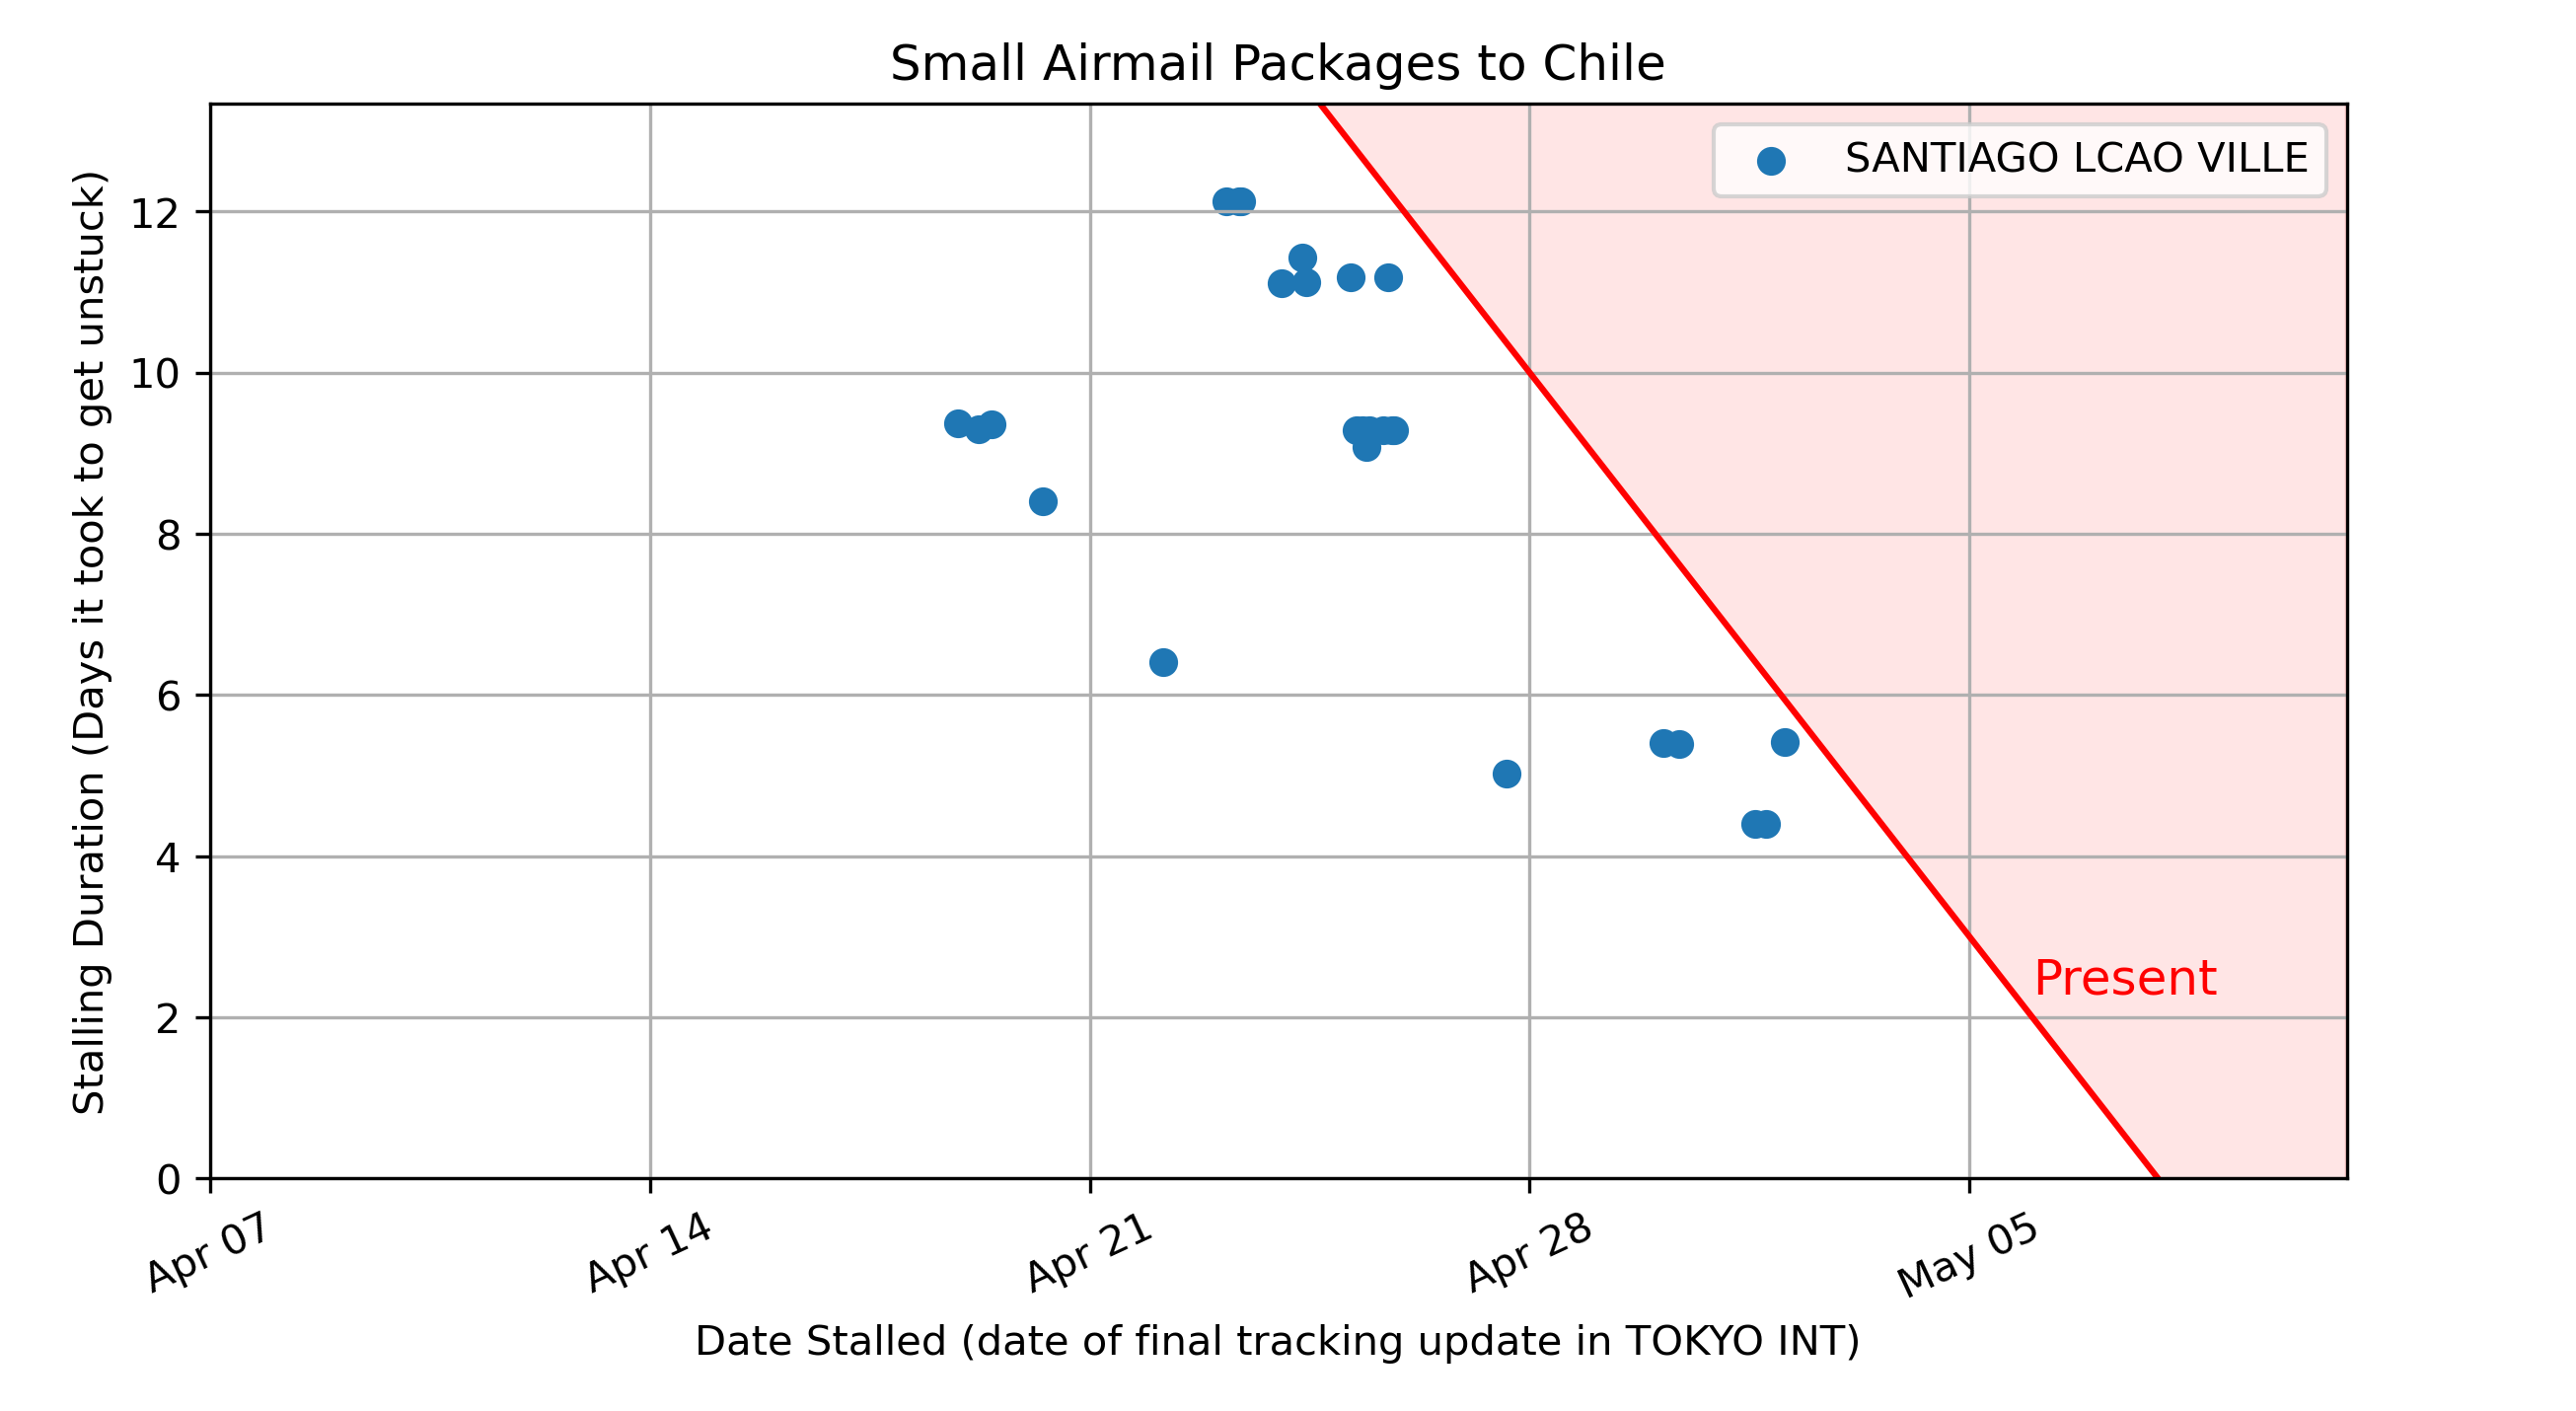 Small Airmail Packages to Chile
SANTIAGO LCAO VILLE
Stalling Duration (Days it took to get unstuck)
12
10
8
6
4
2
0
Present
Apr 07
Apr 14
Apr 21
Apr 28
May 05
Date Stalled (date of final tracking update in TOKYO INT)